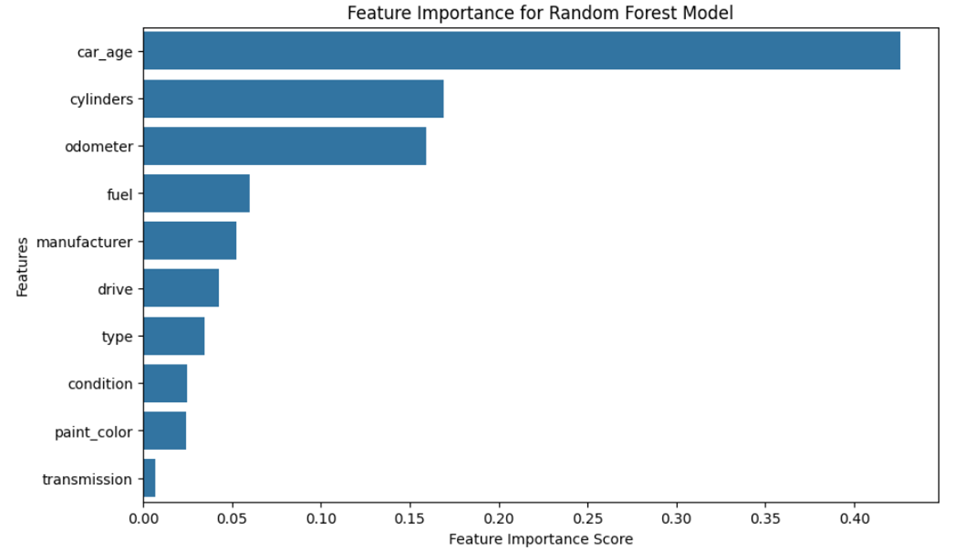 Feature Importance for Random Forest Model
Features
car_age
cylinders
odometer
fuel
manufacturer
drive
type
condition
paint_color
transmission
0.00 0.05 0.10 0.15 0.20 0.25 0.30 0.35 0.40
Feature Importance Score